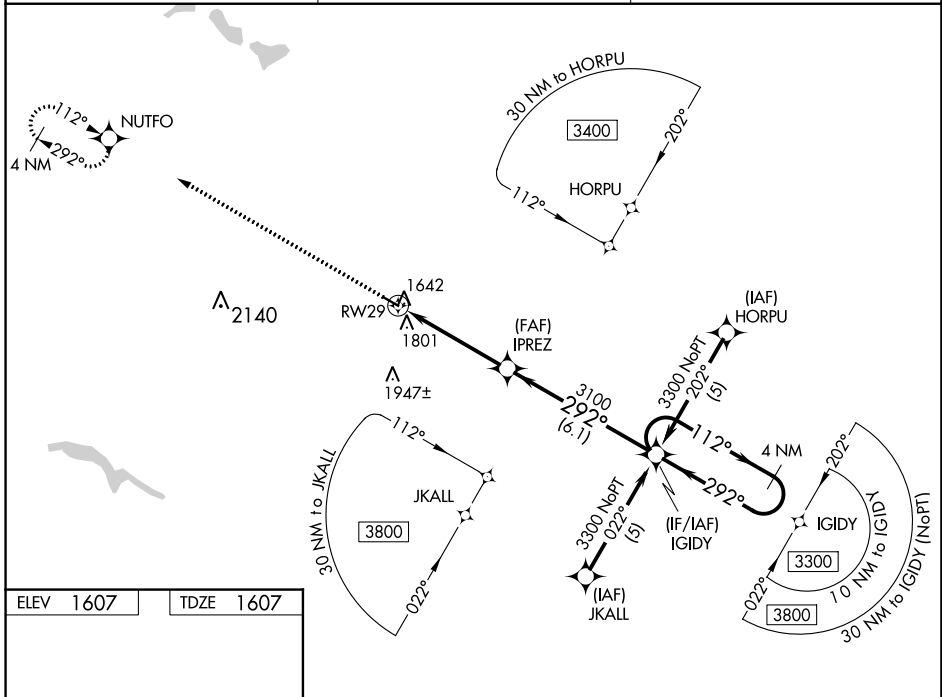 30 NM to HORPU
3400
202°
HORPU
112°
112°
NUTFO
292°
4 NM
1642
RW29
1801
2140
1947±
(FAF)
IPREZ
(IAF)
HORPU
3300 NoPT
202°
(5)
3100
292°
(6.1)
112°
4 NM
292°
(IF/IAF)
IGIDY
3300 NoPT
022°
(5)
(IAF)
JKALL
112°
JKALL
30 NM to JKALL
3800
022°
202°
IGIDY
3300
10 NM to IGIDY
022°
3800
30 NM to IGIDY (NoPT)
ELEV 1607
TDZE 1607